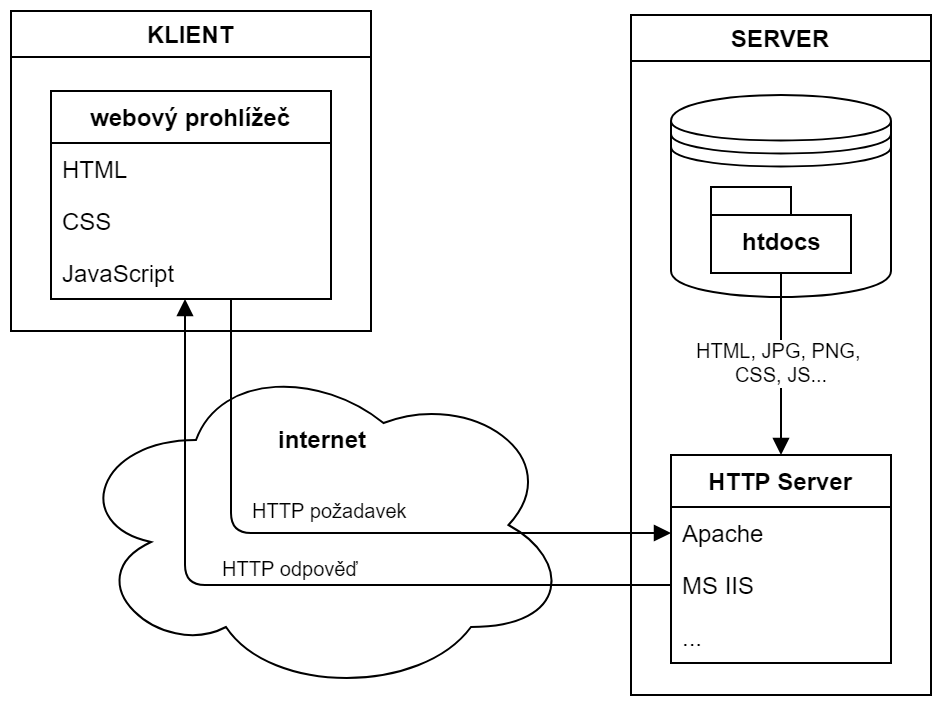 KLIENT
webový prohlížeč
HTML
CSS
JavaScript
SERVER
htdocs
HTML, JPG, PNG,
CSS, JS...
internet
HTTP požadavek
HTTP odpověď
HTTP Server
Apache
MS IIS
...